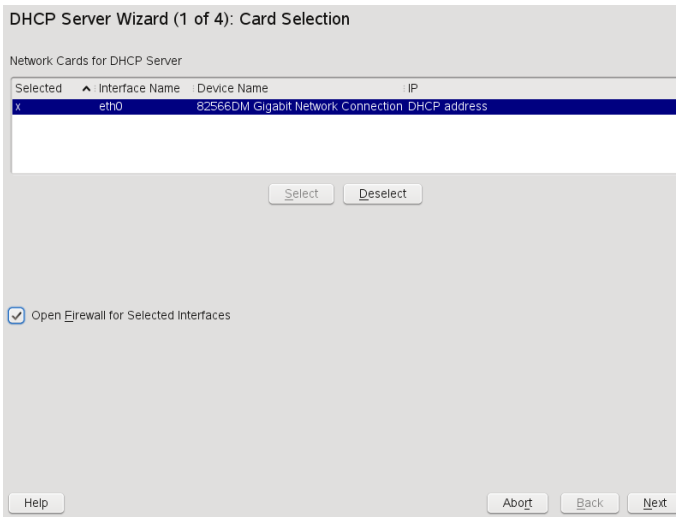 DHCP Server Wizard (1 of 4): Card Selection
Network Cards for DHCP Server
Selected Interface Name Device Name IP
x eth0 82566DM Gigabit Network Connection DHCP address
Select Deselect
Open Firewall for Selected Interfaces
Help Abort Back Next